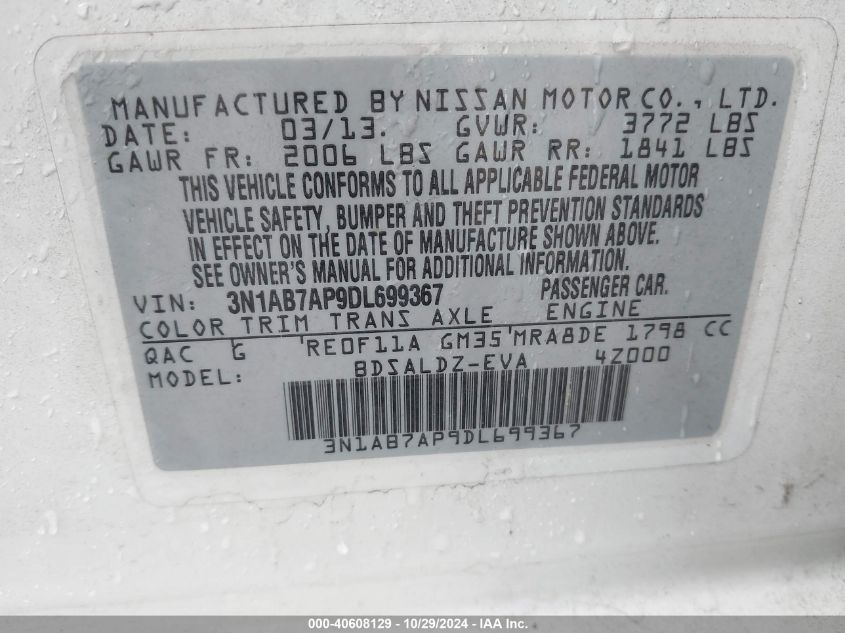 MANUFACTURED BY NISSAN MOTOR CO., LTD.
DATE: 03/13. GVWR: 3772 LBS
GAWR FR: 2006 LBS GAWR RR: 1841 LBS
THIS VEHICLE CONFORMS TO ALL APPLICABLE FEDERAL MOTOR
VEHICLE SAFETY, BUMPER AND THEFT PREVENTION STANDARDS
IN EFFECT ON THE DATE OF MANUFACTURE SHOWN ABOVE.
SEE OWNER'S MANUAL FOR ADDITIONAL INFORMATION.
VIN: 3N1AB7AP9DL699367 PASSENGER CAR.
COLOR TRIM TRANS AXLE ENGINE
QAC G RE0F11A GM35 MRA8DE 1798 CC
MODEL: BDSALDZ-EVA 4Z000
3N1AB7AP9DL699367
000-40608129 - 10/29/2024 - IAA Inc.